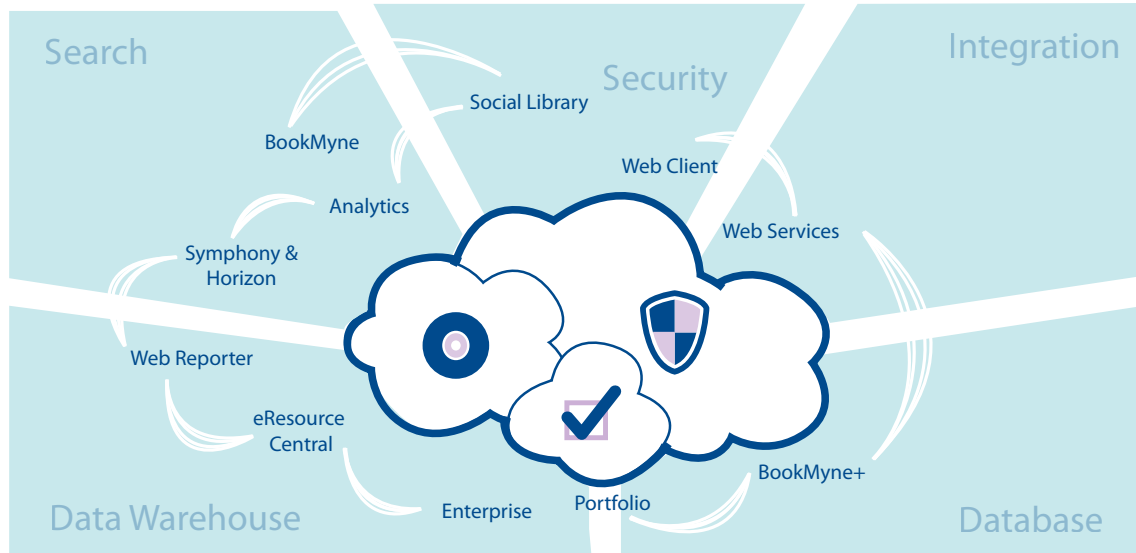 Search
Security
Integration
Social Library
BookMyne
Web Client
Analytics
Web Services
Symphony &
Horizon
Web Reporter
eResource
Central
BookMyne+
Enterprise
Portfolio
Data Warehouse
Database